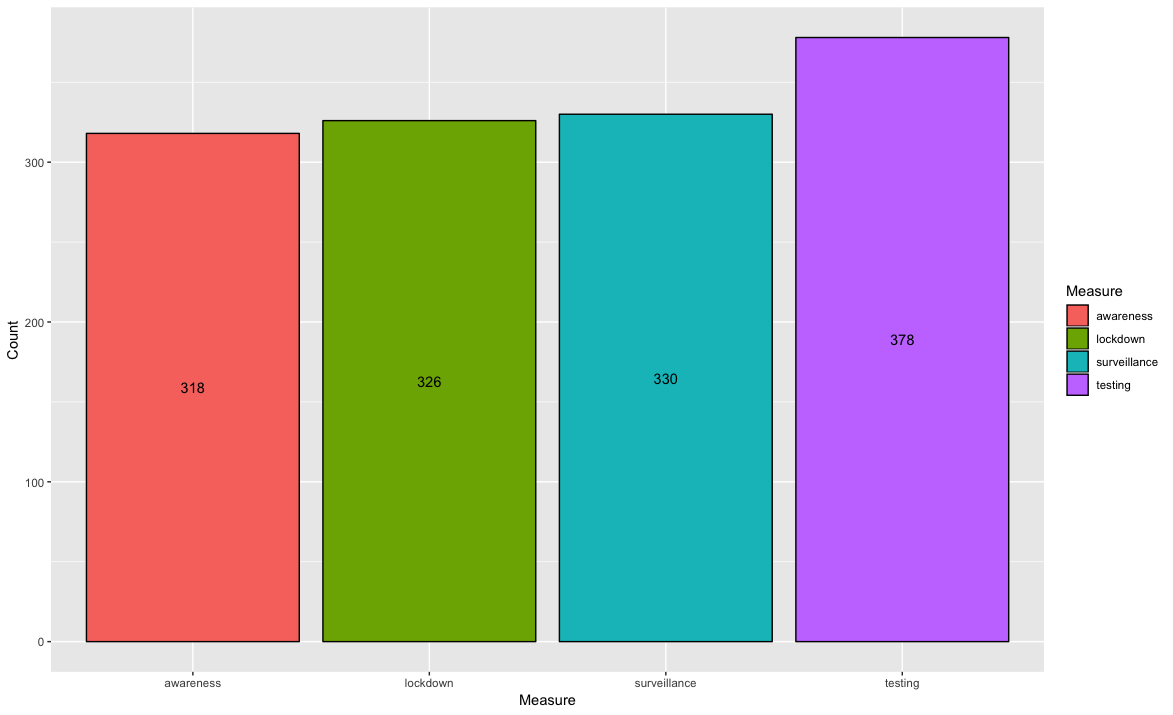 Count
300
200
100
0
318
326
330
378
awareness
lockdown
surveillance
testing
Measure
Measure
awareness
lockdown
surveillance
testing